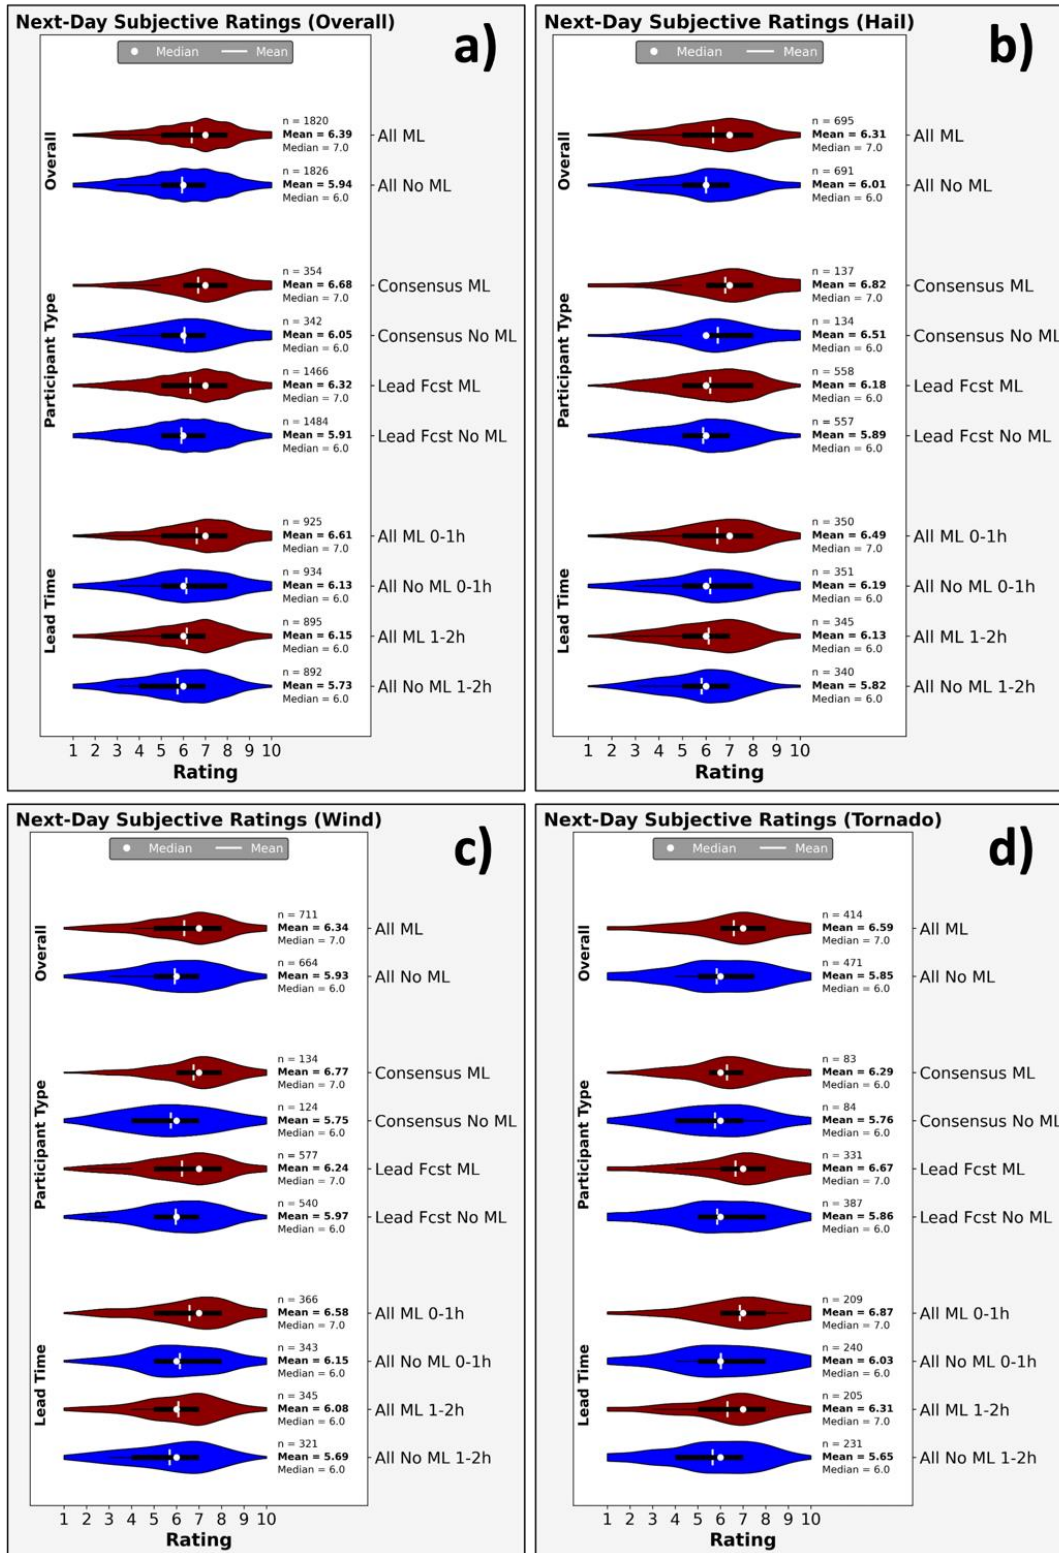 Next-Day Subjective Ratings (Overall)
a)
Median Mean
Overall
n = 1820
Mean = 6.39
Median = 7.0
All ML
n = 1826
Mean = 5.94
Median = 6.0
All No ML
Participant Type
n = 354
Mean = 6.68
Median = 7.0
Consensus ML
n = 342
Mean = 6.05
Median = 6.0
Consensus No ML
n = 1466
Mean = 6.32
Median = 7.0
Lead Fcst ML
n = 1484
Mean = 5.91
Median = 6.0
Lead Fcst No ML
Lead Time
n = 925
Mean = 6.61
Median = 7.0
All ML 0-1h
n = 934
Mean = 6.13
Median = 6.0
All No ML 0-1h
n = 895
Mean = 6.15
Median = 6.0
All ML 1-2h
n = 892
Mean = 5.73
Median = 6.0
All No ML 1-2h
1 2 3 4 5 6 7 8 9 10
Rating
Next-Day Subjective Ratings (Hail)
b)
Median Mean
Overall
n = 695
Mean = 6.31
Median = 7.0
All ML
n = 691
Mean = 6.01
Median = 6.0
All No ML
Participant Type
n = 137
Mean = 6.82
Median = 7.0
Consensus ML
n = 134
Mean = 6.51
Median = 6.0
Consensus No ML
n = 558
Mean = 6.18
Median = 6.0
Lead Fcst ML
n = 557
Mean = 5.89
Median = 6.0
Lead Fcst No ML
Lead Time
n = 350
Mean = 6.49
Median = 7.0
All ML 0-1h
n = 351
Mean = 6.19
Median = 6.0
All No ML 0-1h
n = 345
Mean = 6.13
Median = 6.0
All ML 1-2h
n = 340
Mean = 5.82
Median = 6.0
All No ML 1-2h
1 2 3 4 5 6 7 8 9 10
Rating
Next-Day Subjective Ratings (Wind)
c)
Median Mean
Overall
n = 711
Mean = 6.34
Median = 7.0
All ML
n = 664
Mean = 5.93
Median = 6.0
All No ML
Participant Type
n = 134
Mean = 6.77
Median = 7.0
Consensus ML
n = 124
Mean = 5.75
Median = 6.0
Consensus No ML
n = 577
Mean = 6.24
Median = 7.0
Lead Fcst ML
n = 540
Mean = 5.97
Median = 6.0
Lead Fcst No ML
Lead Time
n = 366
Mean = 6.58
Median = 7.0
All ML 0-1h
n = 343
Mean = 6.15
Median = 6.0
All No ML 0-1h
n = 345
Mean = 6.08
Median = 6.0
All ML 1-2h
n = 321
Mean = 5.69
Median = 6.0
All No ML 1-2h
1 2 3 4 5 6 7 8 9 10
Rating
Next-Day Subjective Ratings (Tornado)
d)
Median Mean
Overall
n = 414
Mean = 6.59
Median = 7.0
All ML
n = 471
Mean = 5.85
Median = 6.0
All No ML
Participant Type
n = 83
Mean = 6.29
Median = 6.0
Consensus ML
n = 84
Mean = 5.76
Median = 6.0
Consensus No ML
n = 331
Mean = 6.67
Median = 7.0
Lead Fcst ML
n = 387
Mean = 5.86
Median = 6.0
Lead Fcst No ML
Lead Time
n = 209
Mean = 6.87
Median = 7.0
All ML 0-1h
n = 240
Mean = 6.03
Median = 6.0
All No ML 0-1h
n = 205
Mean = 6.31
Median = 7.0
All ML 1-2h
n = 231
Mean = 5.65
Median = 6.0
All No ML 1-2h
1 2 3 4 5 6 7 8 9 10
Rating